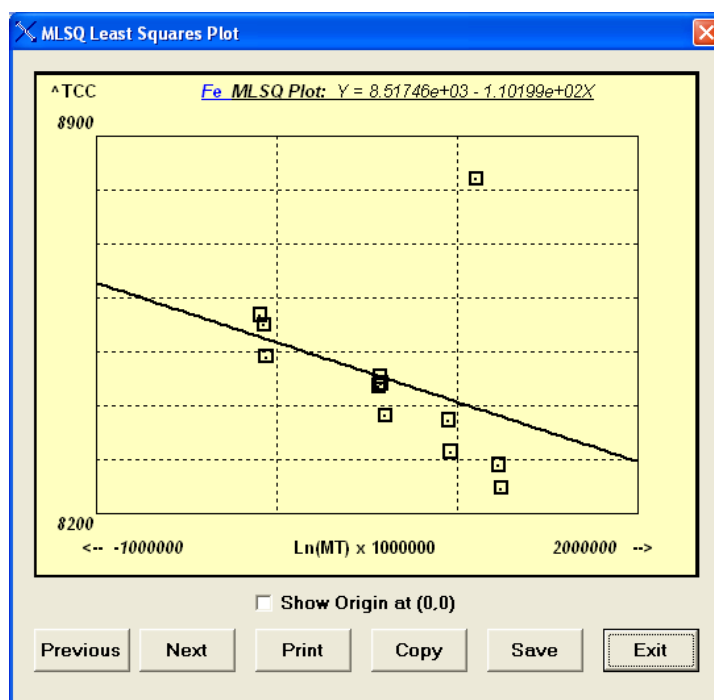 MLSQ Least Squares Plot
^TCC Fe MLSQ Plot: Y = 8.51746e+03 - 1.10199e+02X
8900
8200
<-- -1000000 Ln(MT) x 1000000 2000000 -->
Show Origin at (0,0)
Previous Next Print Copy Save Exit